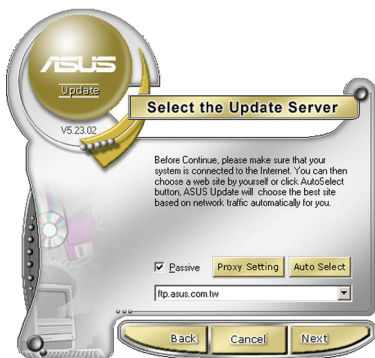 ASUS
Update
V5.23.02
Select the Update Server
Before Continue, please make sure that your
system is connected to the Internet. You can then
choose a web site by yourself or click AutoSelect
button, ASUS Update will choose the best site
based on network traffic automatically for you.
Passive
Proxy Setting
Auto Select
ftp.asus.com.tw
Back
Cancel
Next